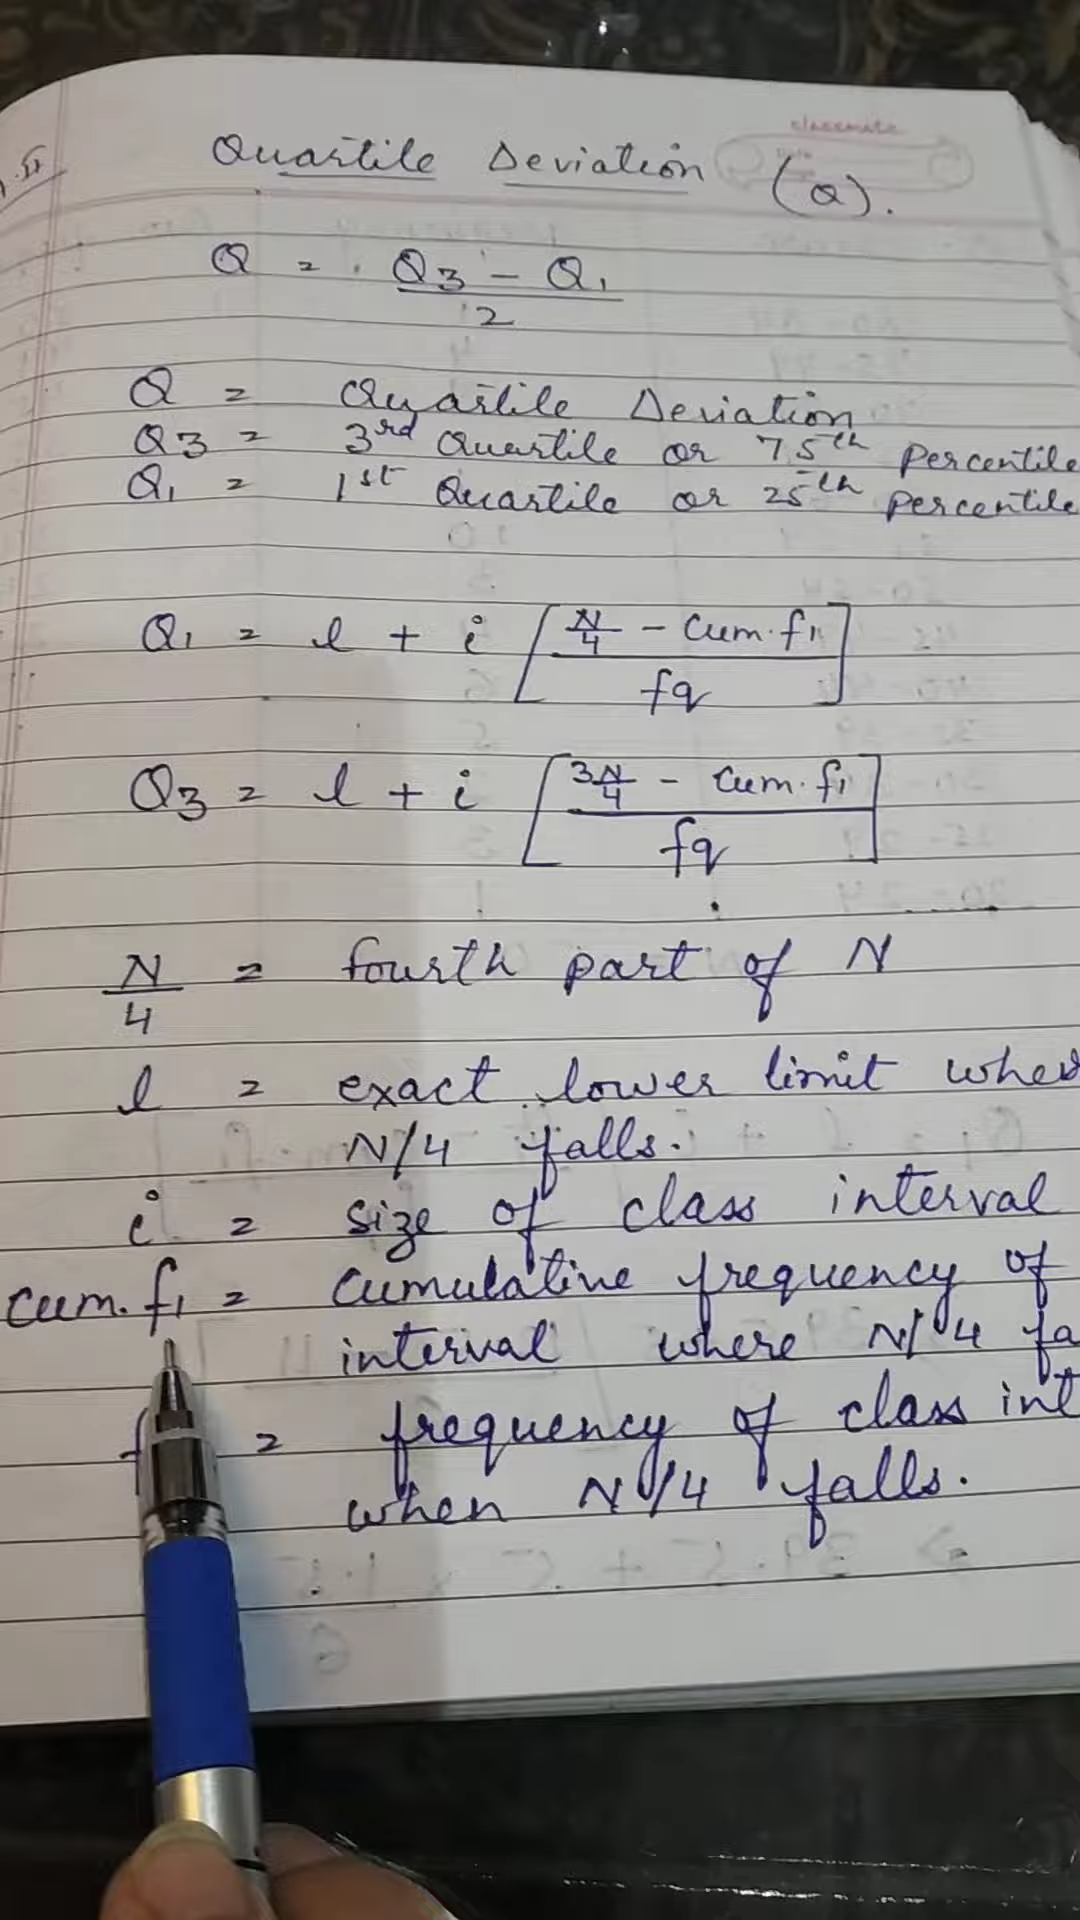 classmate
Quartile Deviation (Q).
Q = Q3 - Q1
2
Q = Quartile Deviation
Q3 = 3rd Quartile or 75th percentile
Q1 = 1st Quartile or 25th percentile
Q1 = l + i [N/4 - Cum.f1
fq]
Q3 = l + i [3N/4 - Cum.f1
fq]
N/4 = fourth part of N
l = exact lower limit
N/4 falls.
i = size of class interval
Cum.f1 = Cumulative frequency of
interval where N/4 fa
f = frequency of class int
when N/4 falls.